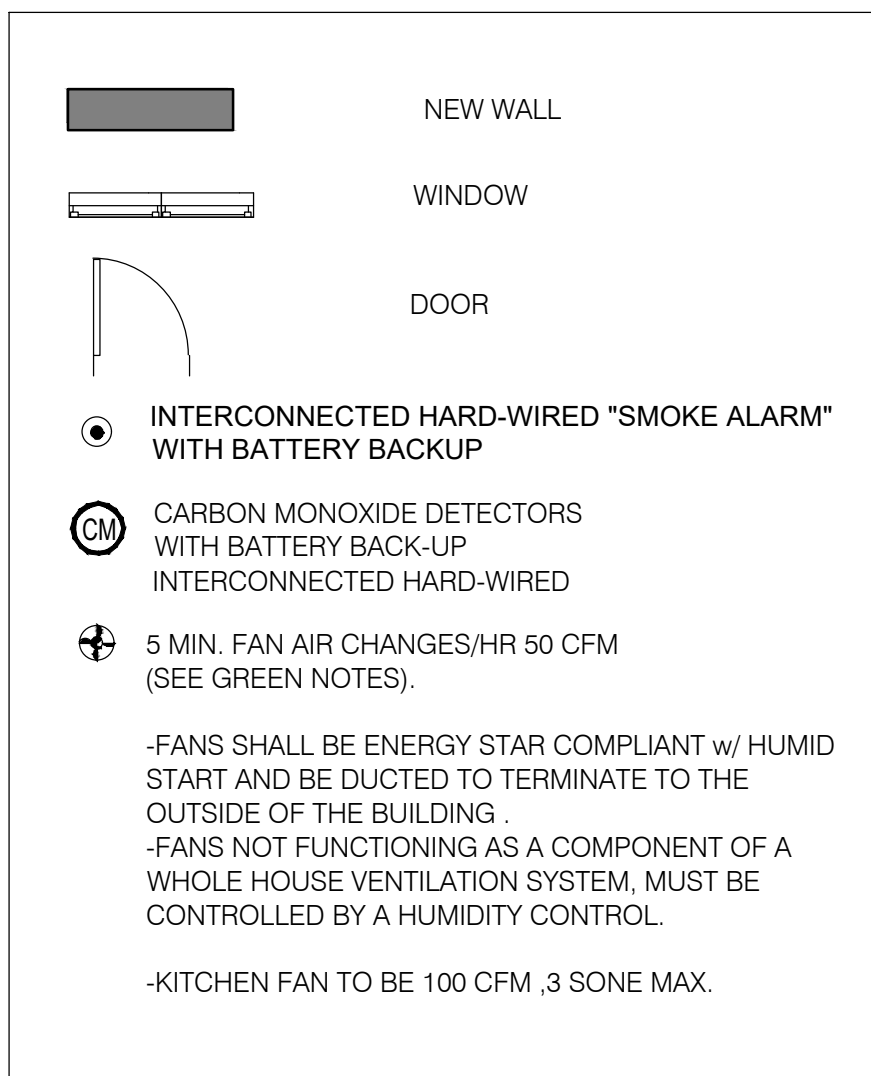 NEW WALL
WINDOW
DOOR
INTERCONNECTED HARD-WIRED "SMOKE ALARM"
WITH BATTERY BACKUP
CM
CARBON MONOXIDE DETECTORS
WITH BATTERY BACK-UP
INTERCONNECTED HARD-WIRED
5 MIN. FAN AIR CHANGES/HR 50 CFM
(SEE GREEN NOTES).
-FANS SHALL BE ENERGY STAR COMPLIANT w/ HUMID
START AND BE DUCTED TO TERMINATE TO THE
OUTSIDE OF THE BUILDING .
-FANS NOT FUNCTIONING AS A COMPONENT OF A
WHOLE HOUSE VENTILATION SYSTEM, MUST BE
CONTROLLED BY A HUMIDITY CONTROL.
-KITCHEN FAN TO BE 100 CFM ,3 SONE MAX.